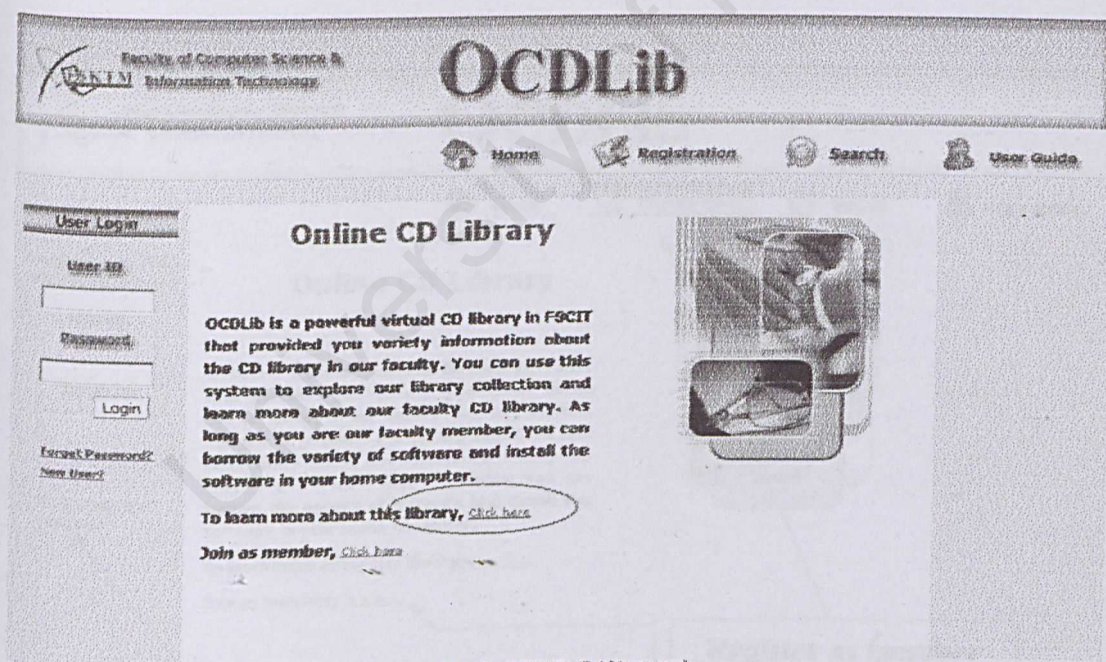 Faculty of Computer Science &
Information Technology
FSKTM
OCDLib
Home Registration Search User Guide
User Login
User ID
Password
Login
Forget Password?
New User?
Online CD Library
OCDLib is a powerful virtual CD library in FSCIT
that provided you variety information about
the CD library in our faculty. You can use this
system to explore our library collection and
learn more about our faculty CD library. As
long as you are our faculty member, you can
borrow the variety of software and install the
software in your home computer.
To learn more about this library, Click here
Join as member, Click here
University of